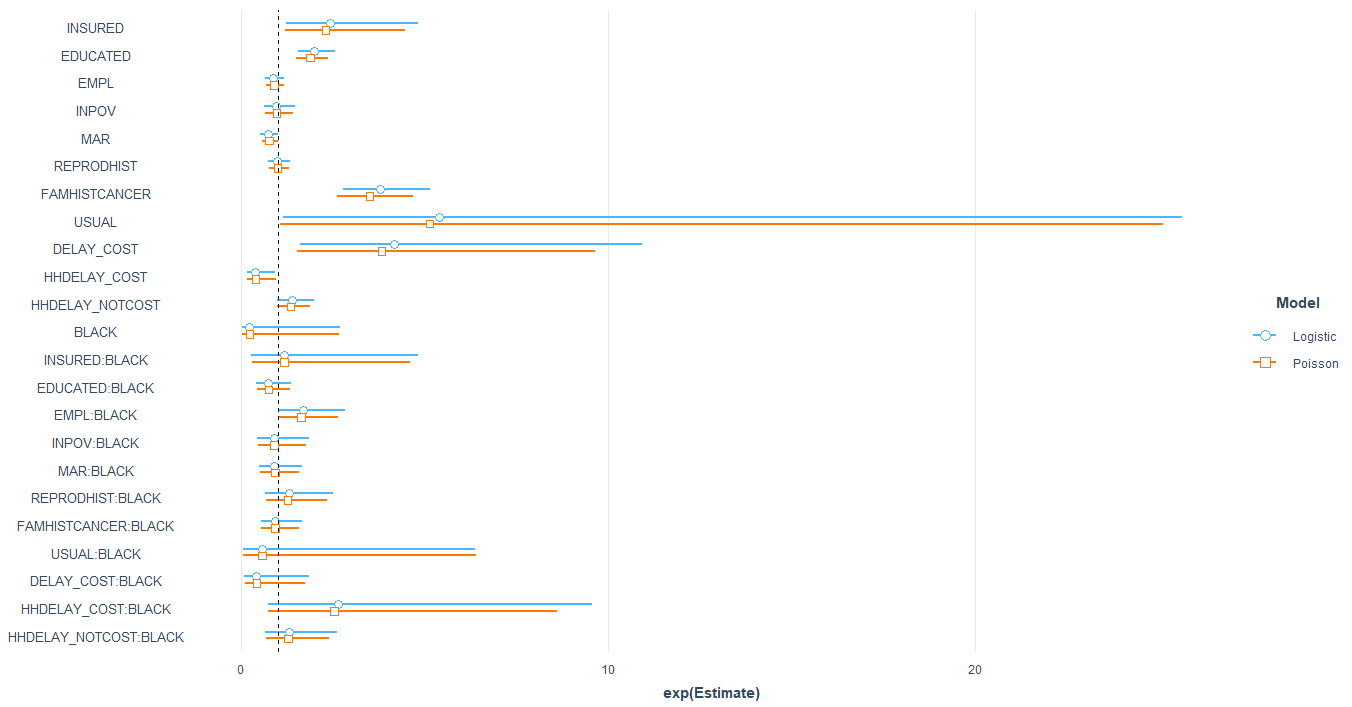 INSURED
EDUCATED
EMPL
INPOV
MAR
REPRODHIST
FAMHISTCANCER
USUAL
DELAY_COST
HHDELAY_COST
HHDELAY_NOTCOST
BLACK
INSURED:BLACK
EDUCATED:BLACK
EMPL:BLACK
INPOV:BLACK
MAR:BLACK
REPRODHIST:BLACK
FAMHISTCANCER:BLACK
USUAL:BLACK
DELAY_COST:BLACK
HHDELAY_COST:BLACK
HHDELAY_NOTCOST:BLACK
0 10 20
exp(Estimate)
Model
Logistic
Poisson